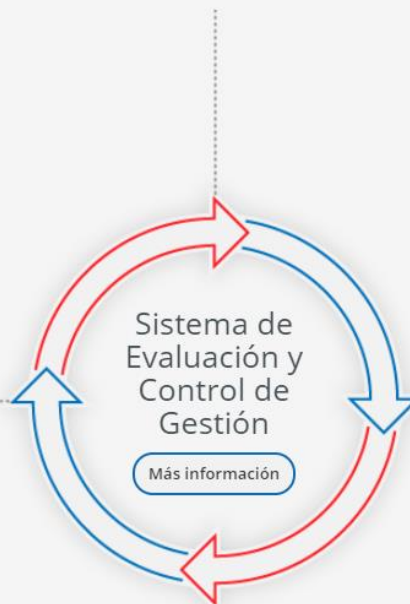 Sistema de
Evaluación y
Control de
Gestión
Más información